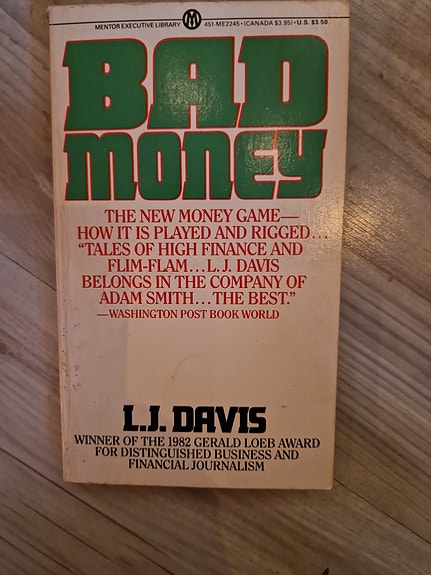 MENTOR EXECUTIVE LIBRARY M 451-ME2245 • (CANADA $3.95) • U.S. $3.50
BAD
MONEY
THE NEW MONEY GAME—
HOW IT IS PLAYED AND RIGGED...
“TALES OF HIGH FINANCE AND
FLIM-FLAM...L.J. DAVIS
BELONGS IN THE COMPANY OF
ADAM SMITH...THE BEST.”
—WASHINGTON POST BOOK WORLD
L.J. DAVIS
WINNER OF THE 1982 GERALD LOEB AWARD
FOR DISTINGUISHED BUSINESS AND
FINANCIAL JOURNALISM